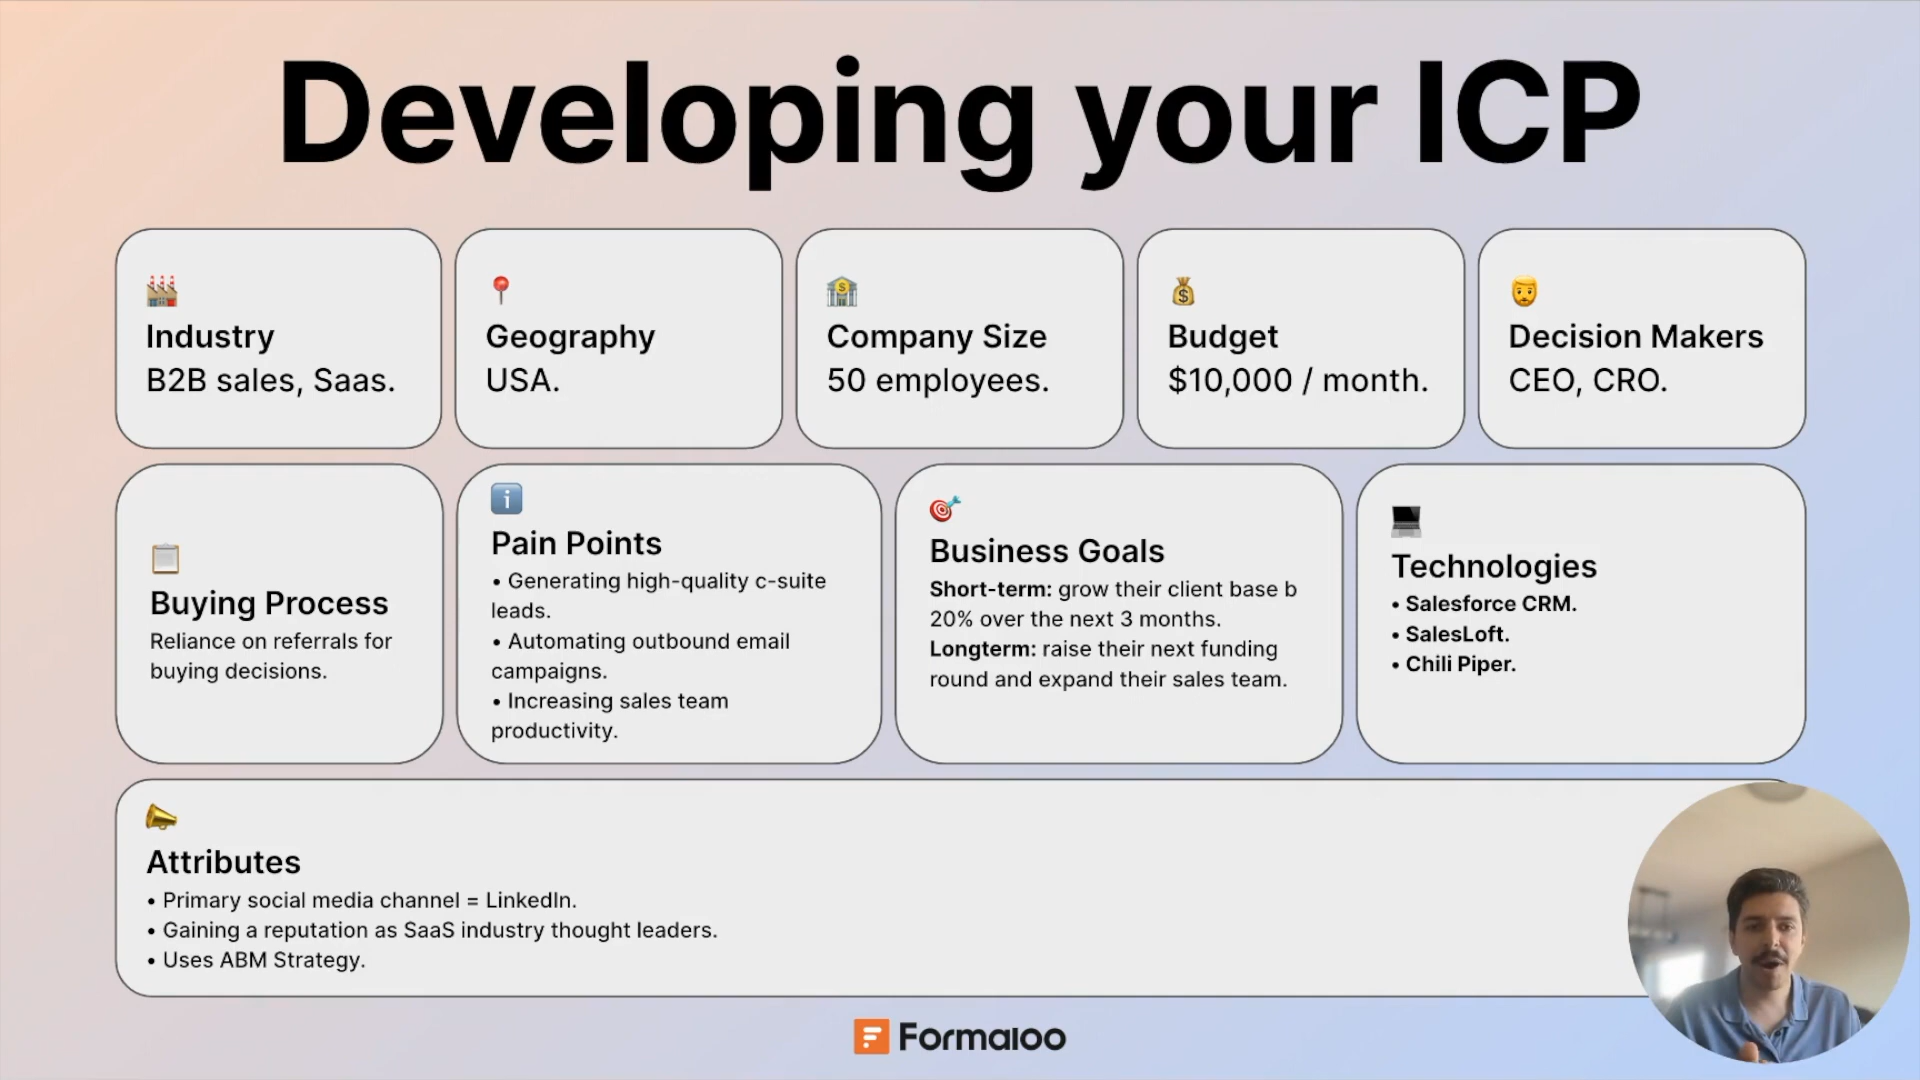 Developing your ICP
Industry
B2B sales, Saas.
Geography
USA.
Company Size
50 employees.
Budget
$10,000 / month.
Decision Makers
CEO, CRO.
Buying Process
Reliance on referrals for
buying decisions.
Pain Points
• Generating high-quality c-suite
leads.
• Automating outbound email
campaigns.
• Increasing sales team
productivity.
Business Goals
Short-term: grow their client base b
20% over the next 3 months.
Longterm: raise their next funding
round and expand their sales team.
Technologies
• Salesforce CRM.
• SalesLoft.
• Chili Piper.
Attributes
• Primary social media channel = LinkedIn.
• Gaining a reputation as SaaS industry thought leaders.
• Uses ABM Strategy.
Formaloo